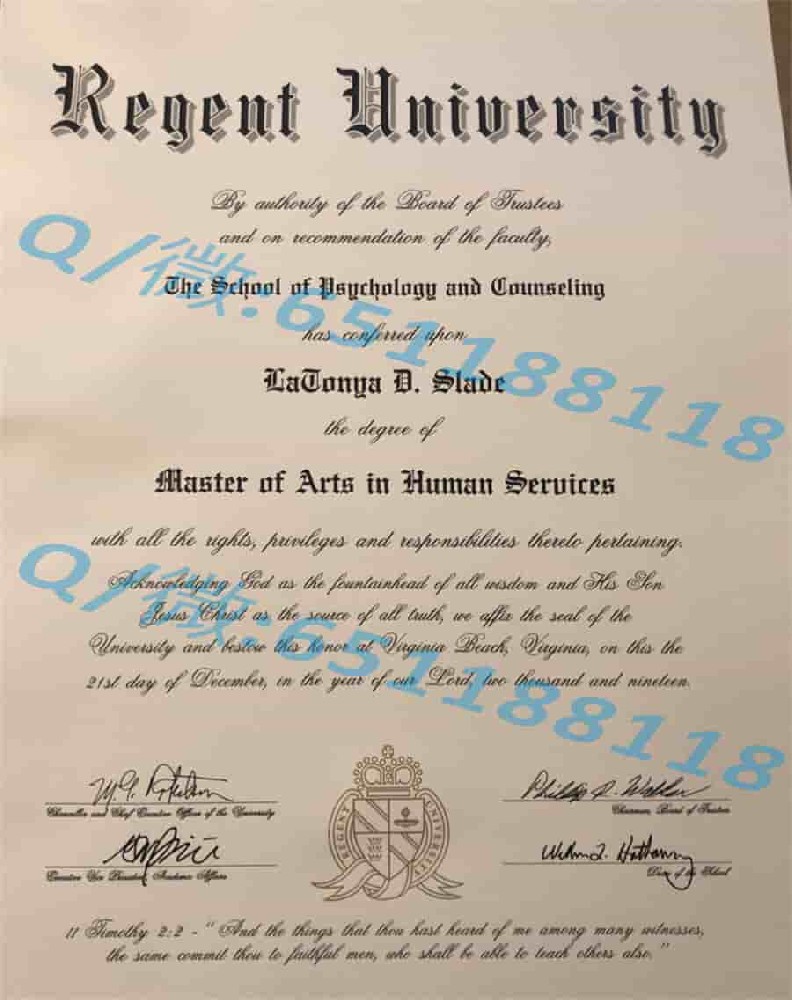 Regent University
By authority of the Board of Trustees
and on recommendation of the faculty,
The School of Psychology and Counseling
has conferred upon
LaTonya D. Slade
the degree of
Master of Arts in Human Services
with all the rights, privileges and responsibilities thereto pertaining.
Acknowledging God as the fountainhead of all wisdom and His Son
Jesus Christ as the source of all truth, we affix the seal of the
University and bestow this honor at Virginia Beach, Virginia, on this the
21st day of December, in the year of our Lord, two thousand and nineteen.
Q/微:651188118
Q/微:651188118
Chancellor and Chief Executive Officer of the University
Chairman, Board of Trustees
Executive Vice President, Academic Affairs
Dean of the School
REGENT UNIVERSITY
II Timothy 2:2 - "And the things that thou hast heard of me among many witnesses,
the same commit thou to faithful men, who shall be able to teach others also."